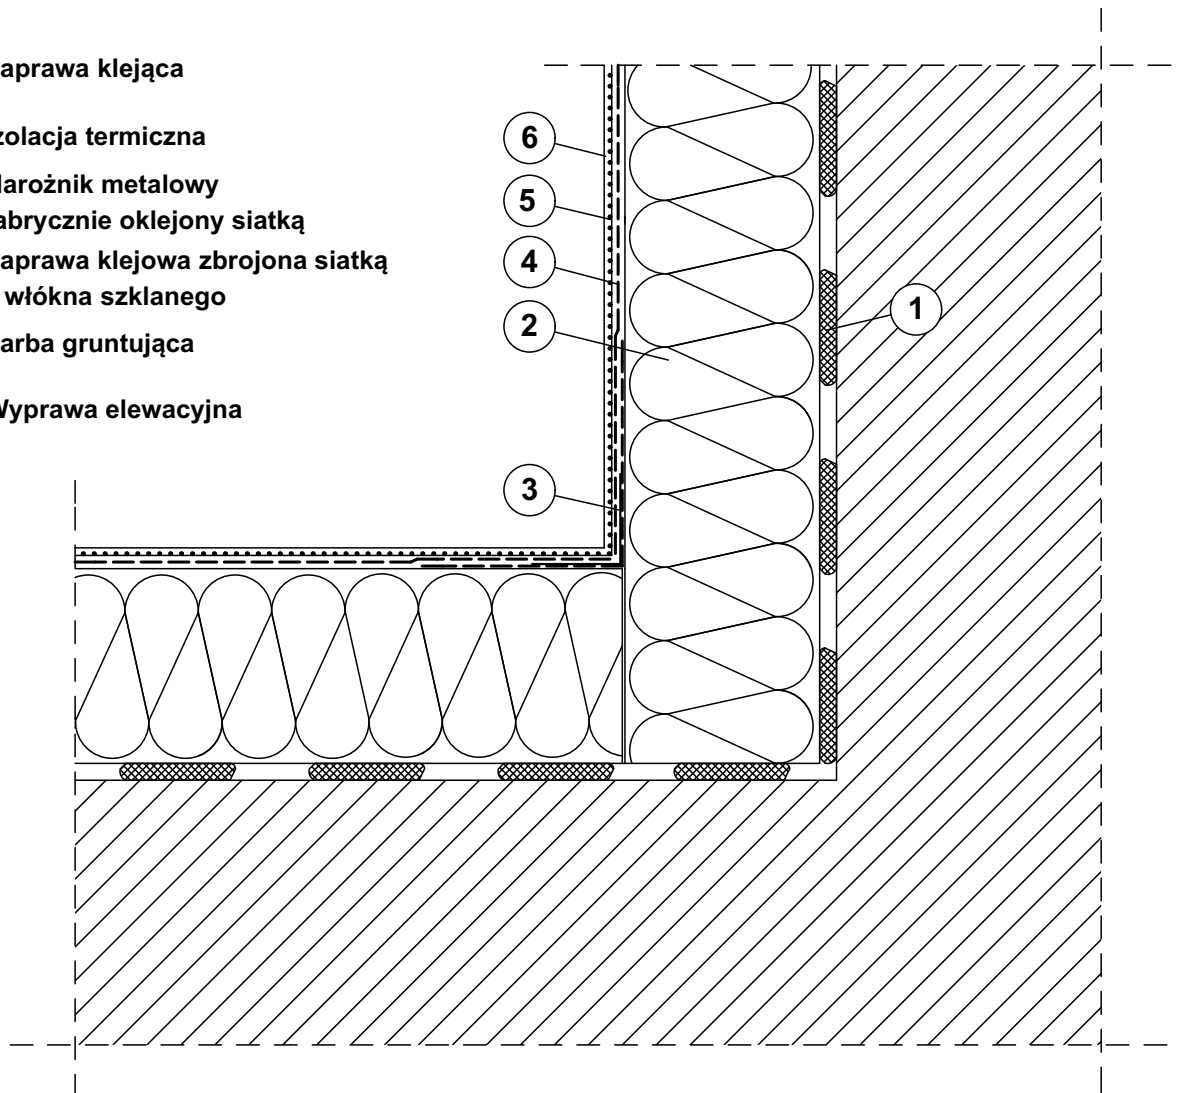 aprawa klejąca
zolacja termiczna
arożnik metalowy
abrycznie oklejony siatką
aprawa klejowa zbrojona siatką
włókna szklanego
arba gruntująca
Wyprawa elewacyjna
6
5
4
2
1
3